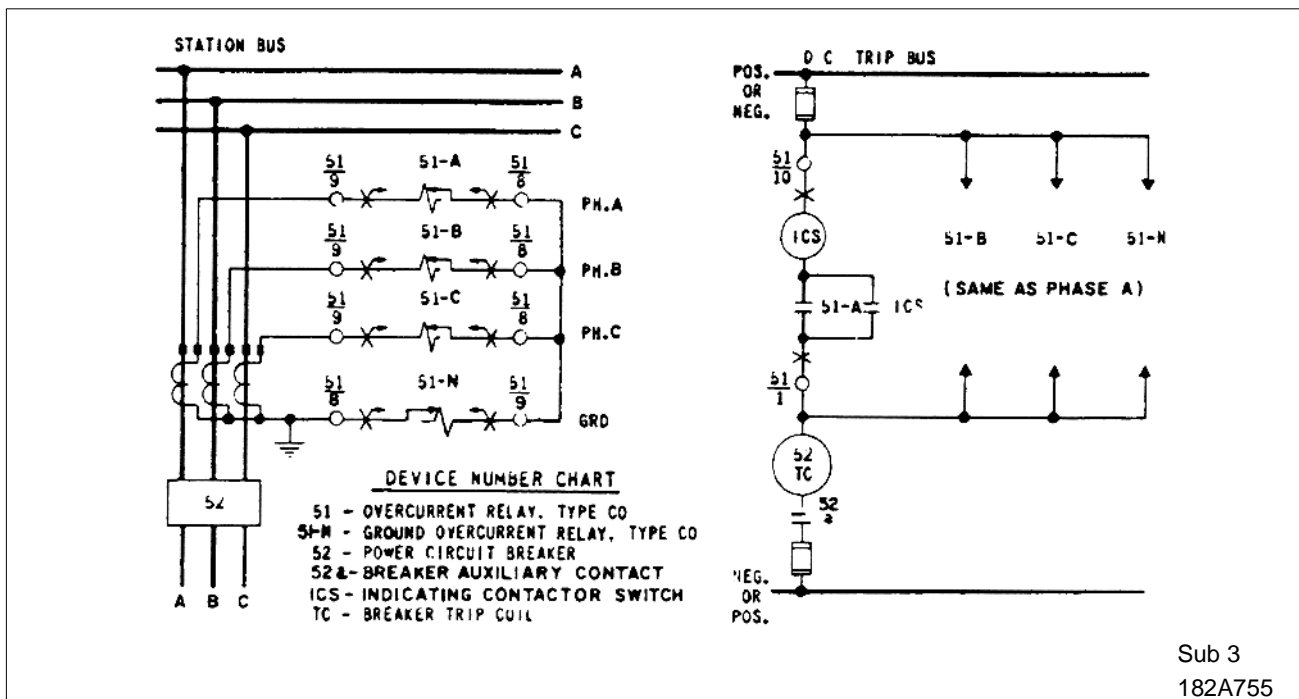 STATION BUS
A
B
C
51
9
51-A
51
8
PH.A
51
9
51-B
51
8
PH.B
51
9
51-C
51
8
PH.C
51
8
51-N
51
9
GRD
52
A B C
DEVICE NUMBER CHART
51 - OVERCURRENT RELAY, TYPE CO
51-N - GROUND OVERCURRENT RELAY, TYPE CO
52 - POWER CIRCUIT BREAKER
52a - BREAKER AUXILIARY CONTACT
ICS - INDICATING CONTACTOR SWITCH
TC - BREAKER TRIP COIL
D C TRIP BUS
POS.
OR
NEG.
51
10
ICS
51-A ICS
51-B 51-C 51-N
(SAME AS PHASE A)
51
1
52
TC
52
a
NEG.
OR
POS.
Sub 3
182A755